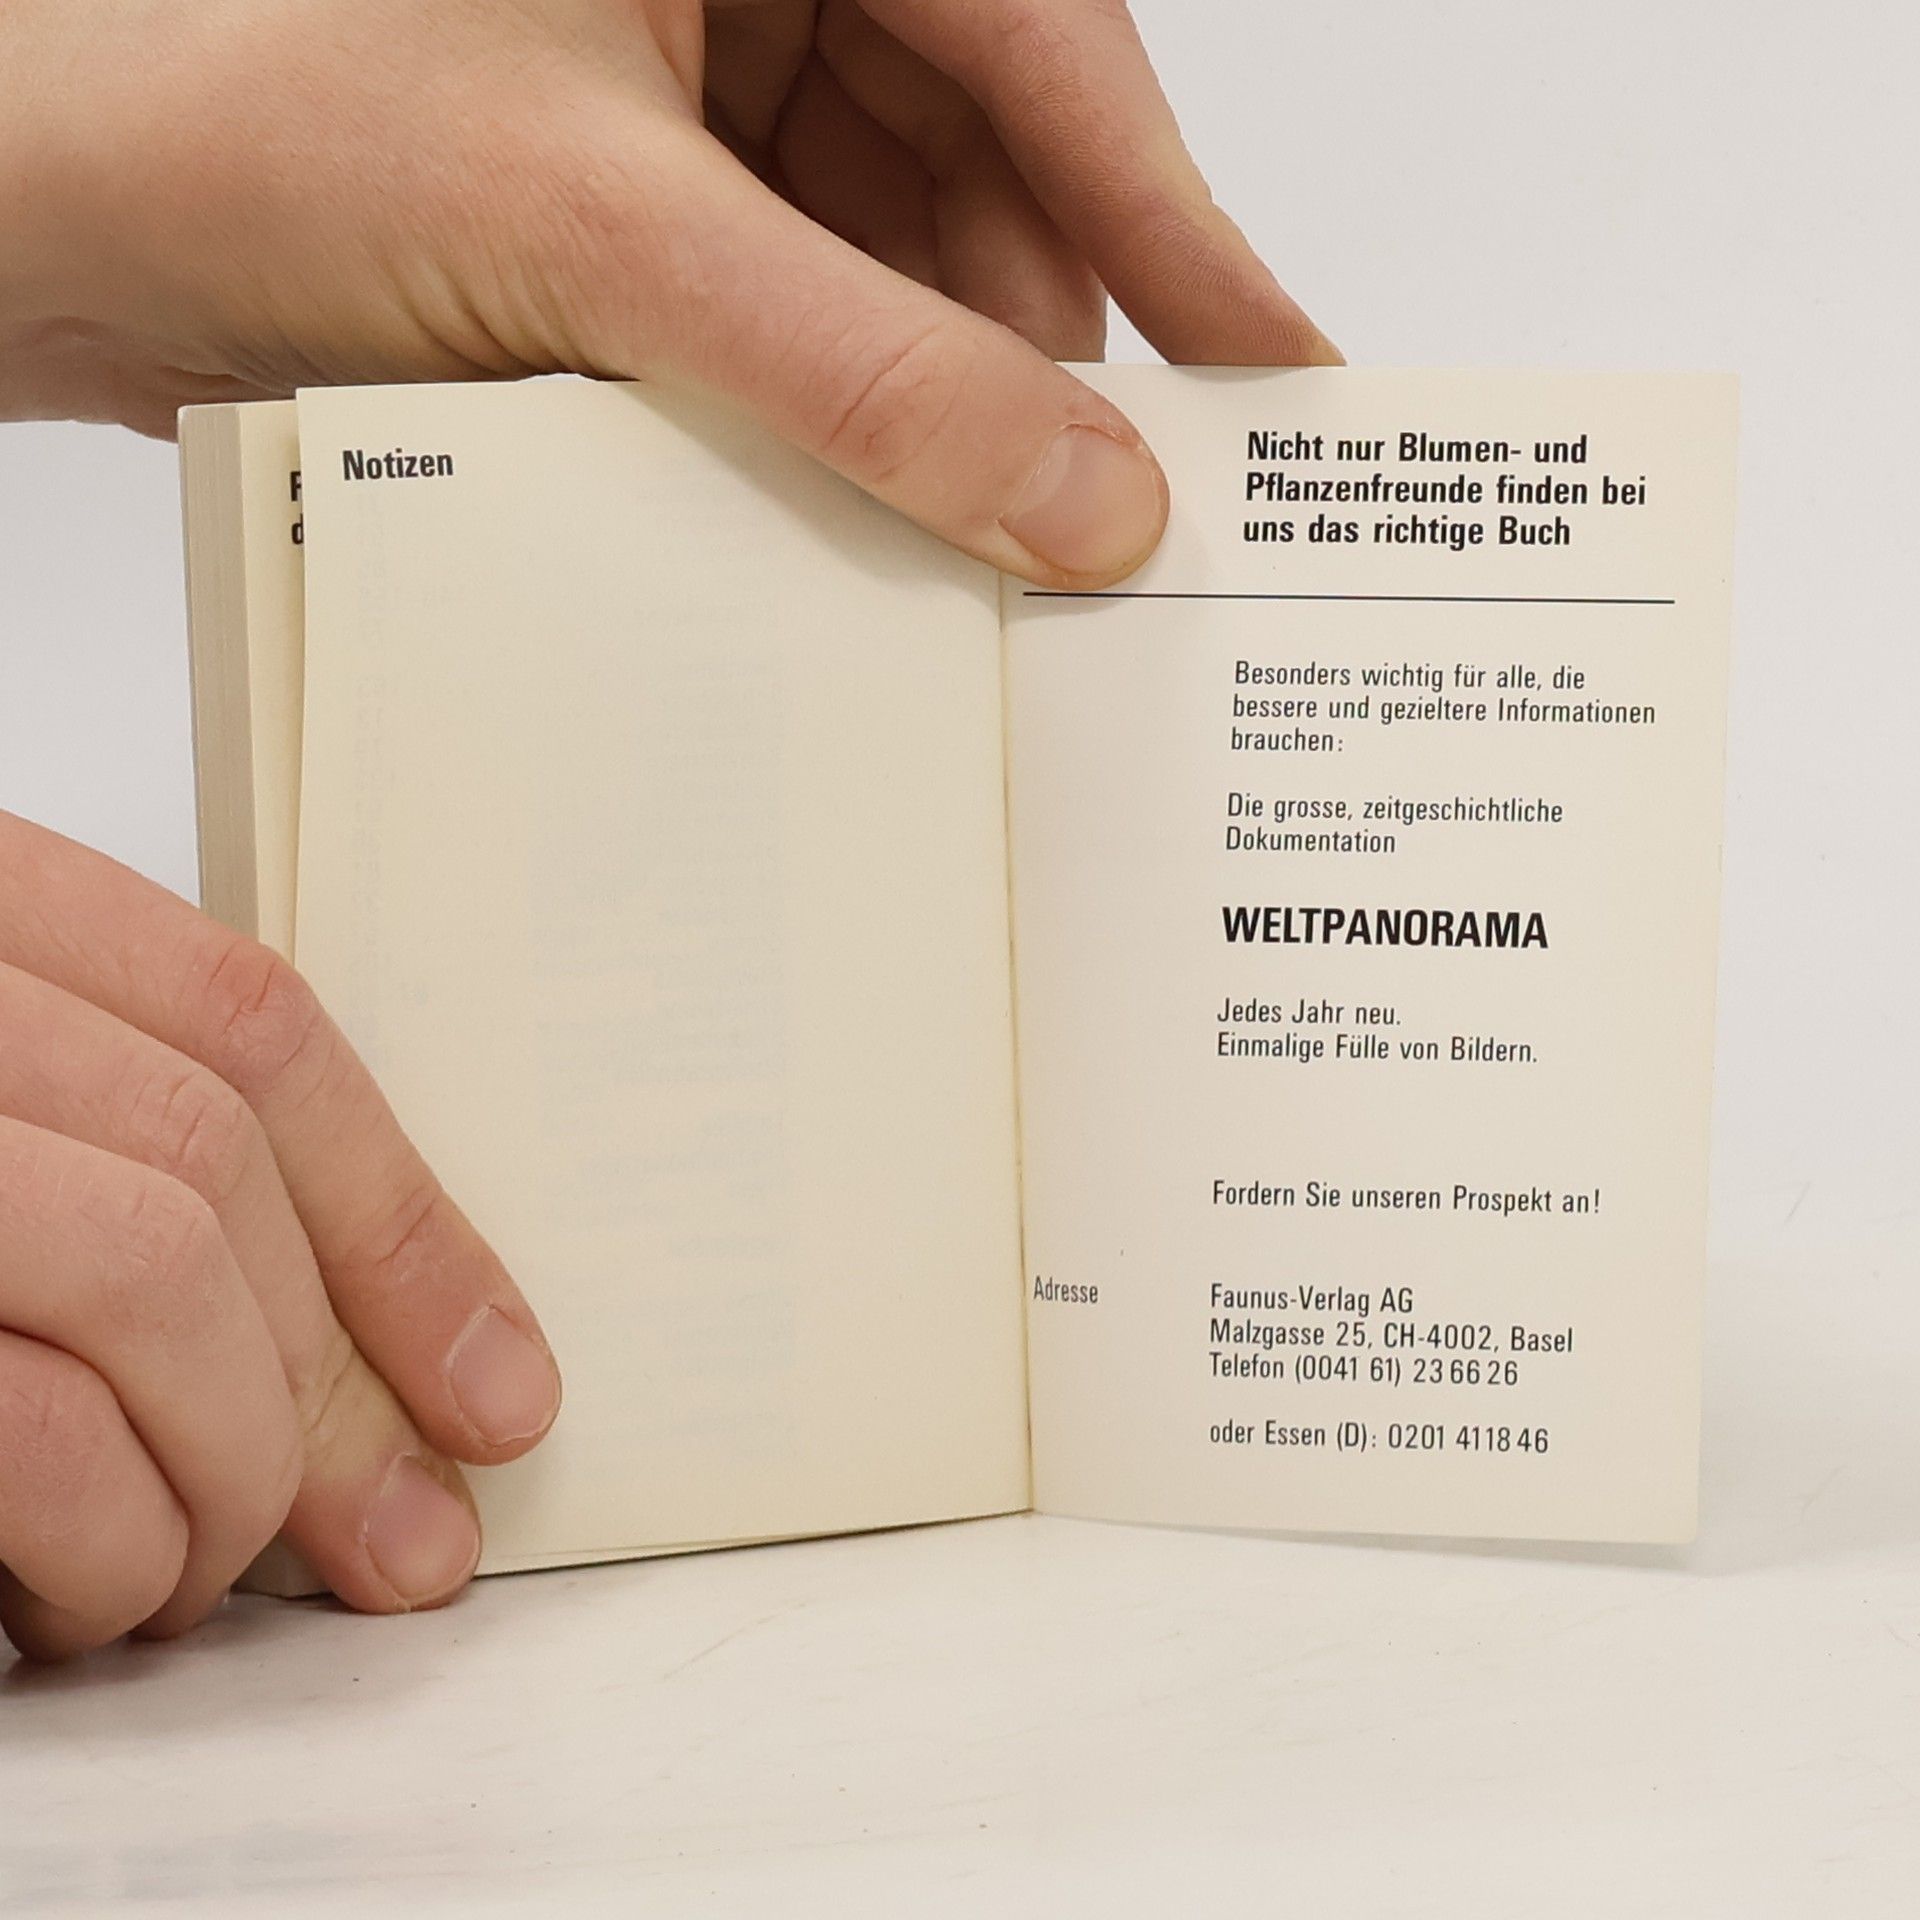 Notizen
Nicht nur Blumen- und
Pflanzenfreunde finden bei
uns das richtige Buch
Besonders wichtig für alle, die
bessere und gezieltere Informationen
brauchen:
Die grosse, zeitgeschichtliche
Dokumentation
WELTPANORAMA
Jedes Jahr neu.
Einmalige Fülle von Bildern.
Fordern Sie unseren Prospekt an!
Adresse
Faunus-Verlag AG
Malzgasse 25, CH-4002, Basel
Telefon (0041 61) 23 66 26
oder Essen (D): 0201 41 18 46